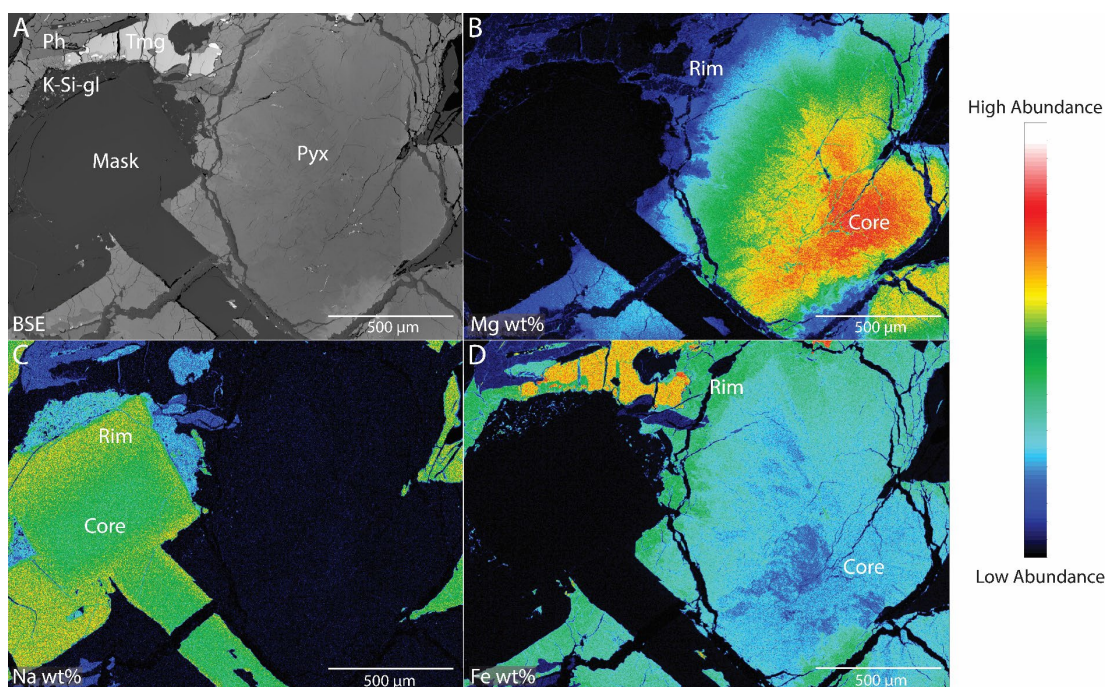 A
Ph
Tmg
K-Si-gl
Mask
Pyx
BSE
500 µm
B
Rim
Core
Mg wt%
500 µm
C
Rim
Core
Na wt%
500 µm
D
Rim
Core
Fe wt%
500 µm
High Abundance
Low Abundance